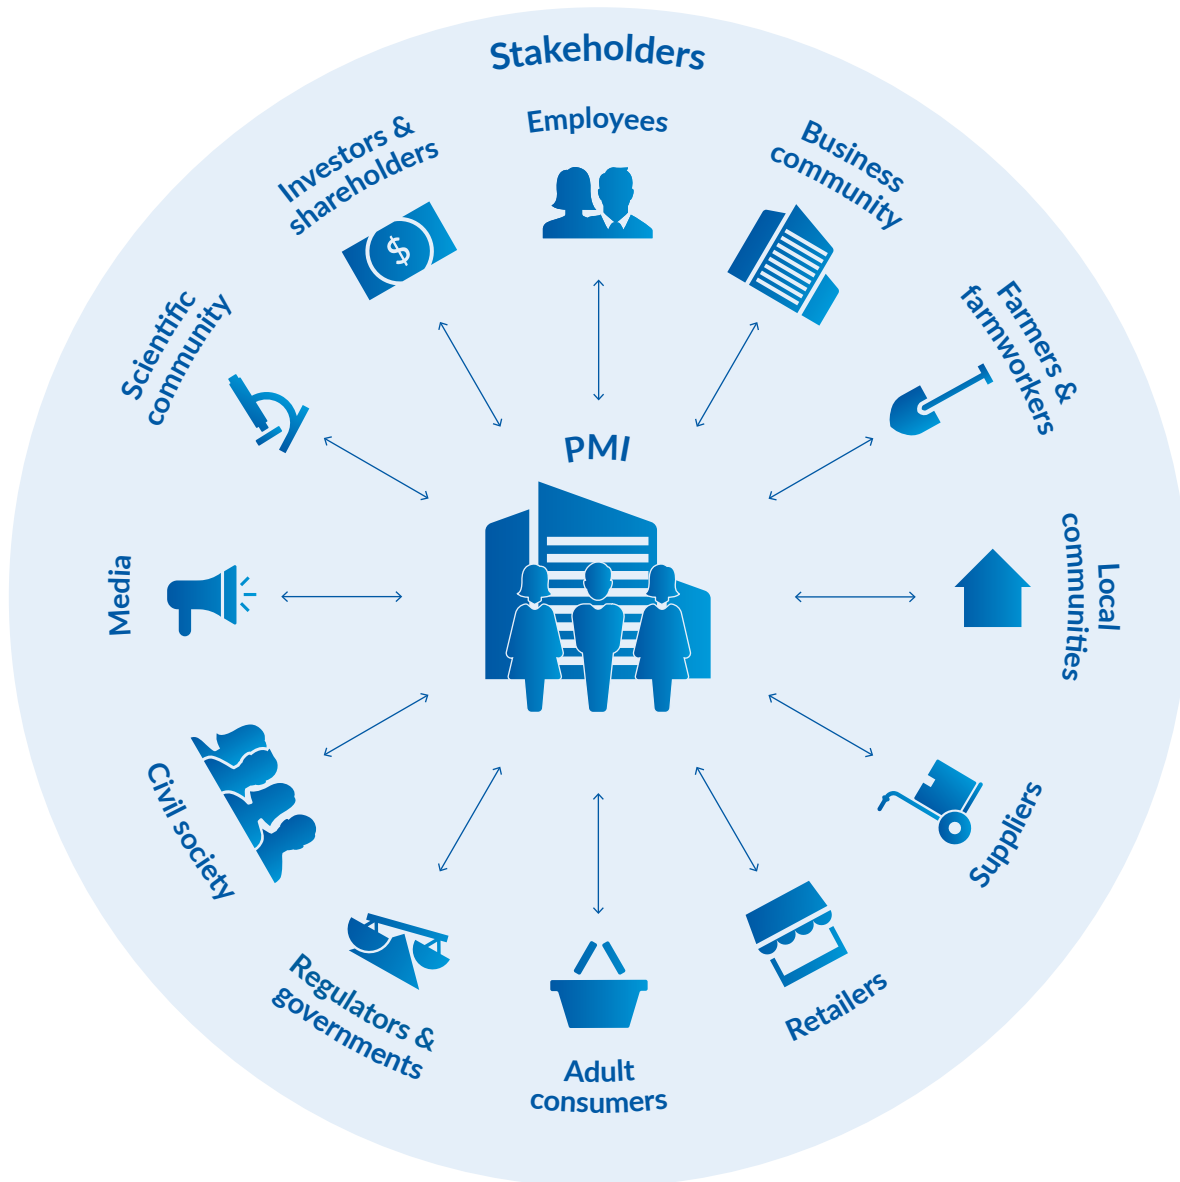 Stakeholders
Employees
Business
community
Farmers &
farmworkers
Local
communities
Suppliers
Retailers
Adult
consumers
Regulators &
governments
Civil society
Media
Scientific
community
Investors &
shareholders
$
PMI